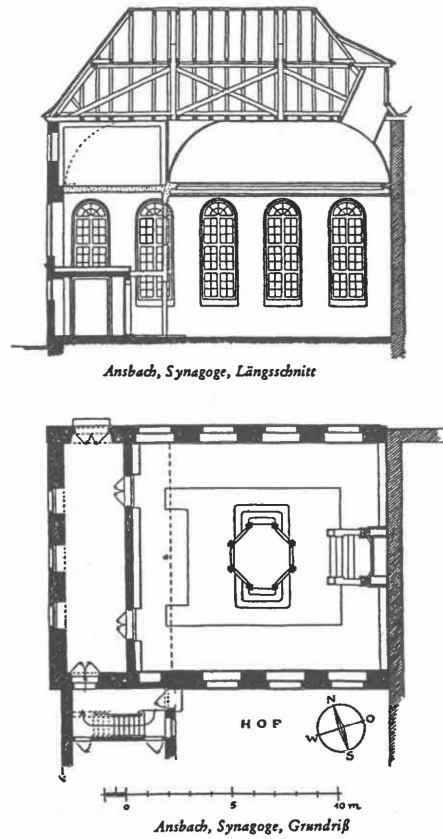 Ansbach, Synagoge, Längsschnitt
HOF
N
W O
S
0 5 10 m.
Ansbach, Synagoge, Grundriß